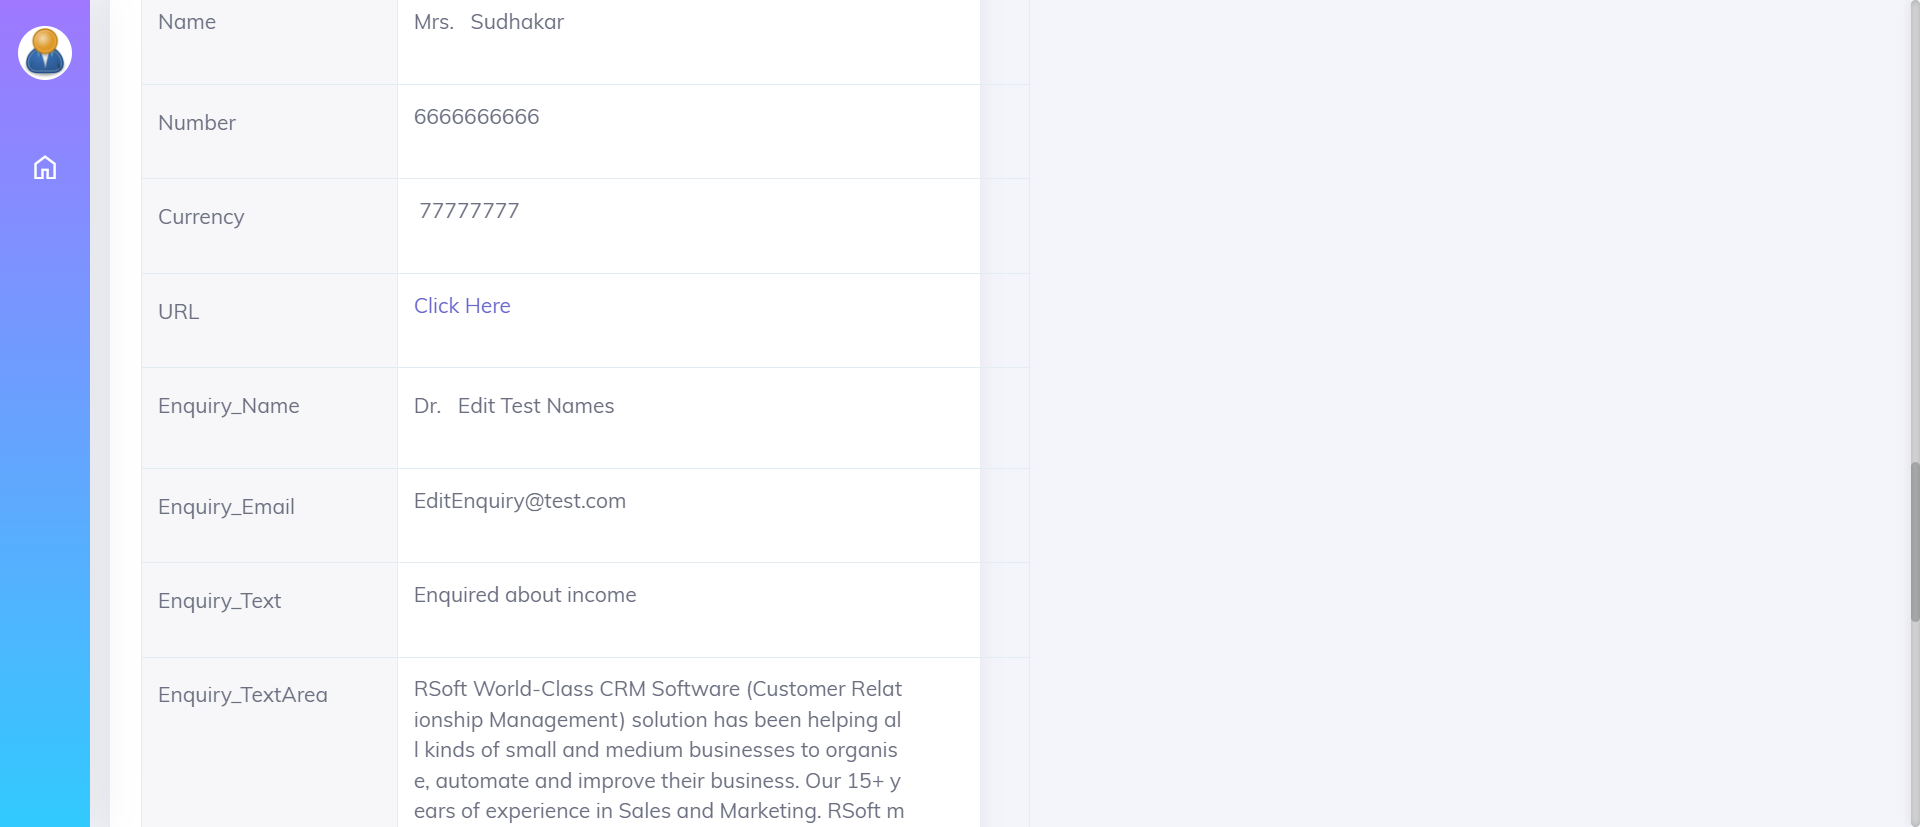 Name Mrs. Sudhakar
Number 6666666666
Currency 77777777
URL Click Here
Enquiry_Name Dr. Edit Test Names
Enquiry_Email EditEnquiry@test.com
Enquiry_Text Enquired about income
Enquiry_TextArea RSoft World-Class CRM Software (Customer Relat
ionship Management) solution has been helping al
l kinds of small and medium businesses to organis
e, automate and improve their business. Our 15+ y
ears of experience in Sales and Marketing. RSoft m